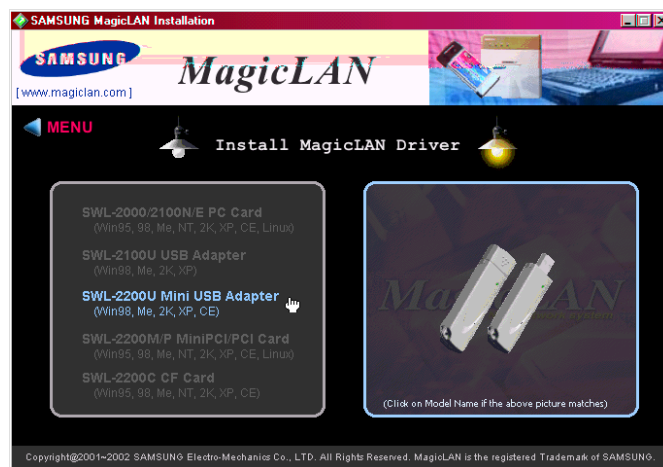 SAMSUNG MagicLAN Installation
SAMSUNG
MagicLAN
[www.magiclan.com]
MENU
Install MagicLAN Driver
SWL-2000/2100N/E PC Card
(Win95, 98, Me, NT, 2K, XP, CE, Linux)
SWL-2100U USB Adapter
(Win98, Me, 2K, XP)
SWL-2200U Mini USB Adapter
(Win98, Me, 2K, XP, CE)
SWL-2200M/P MiniPCI/PCI Card
(Win95, 98, Me, NT, 2K, XP, CE, Linux)
SWL-2200C CF Card
(Win95, 98, Me, NT, 2K, XP, CE)
(Click on Model Name if the above picture matches)
Copyright@2001~2002 SAMSUNG Electro-Mechanics Co., LTD. All Rights Reserved. MagicLAN is the registered Trademark of SAMSUNG.